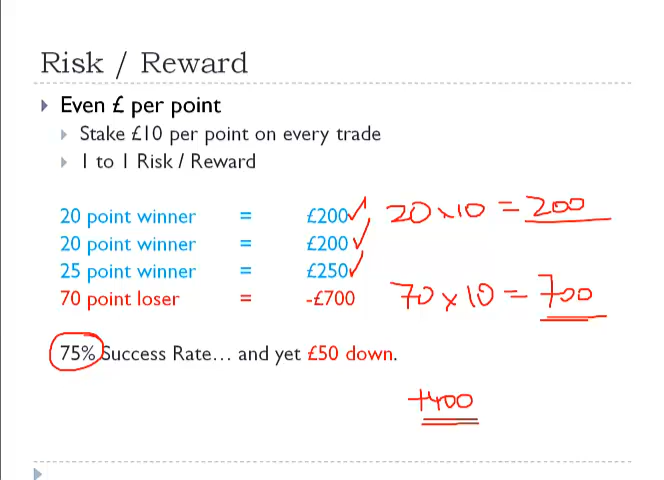 Risk / Reward
Even £ per point
Stake £10 per point on every trade
1 to 1 Risk / Reward
20 point winner = £200 20 × 10 = 200
20 point winner = £200
25 point winner = £250
70 point loser = -£700 70 × 10 = 700
75% Success Rate... and yet £50 down.
+400